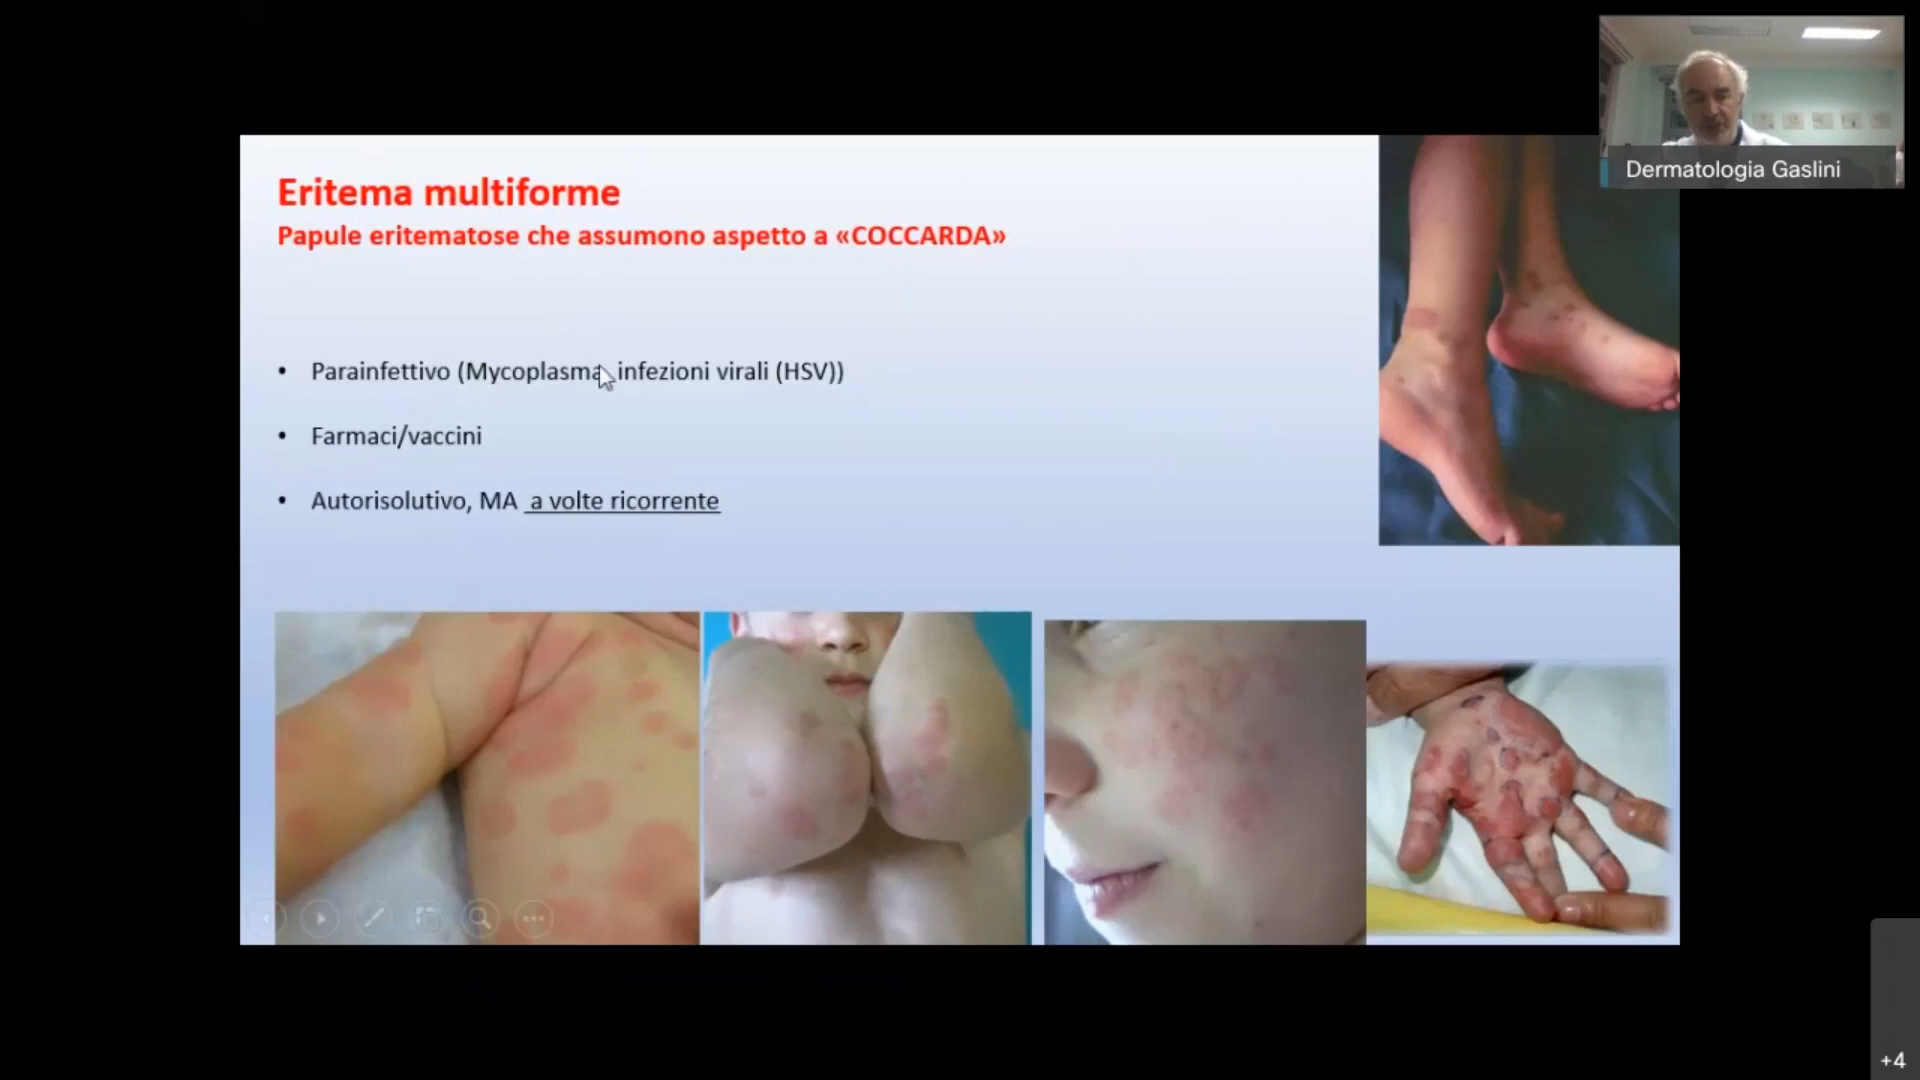 Dermatologia Gaslini
Eritema multiforme
Papule eritematose che assumono aspetto a «COCCARDA»
• Parainfettivo (Mycoplasma, infezioni virali (HSV))
• Farmaci/vaccini
• Autorisolutivo, MA a volte ricorrente
+4